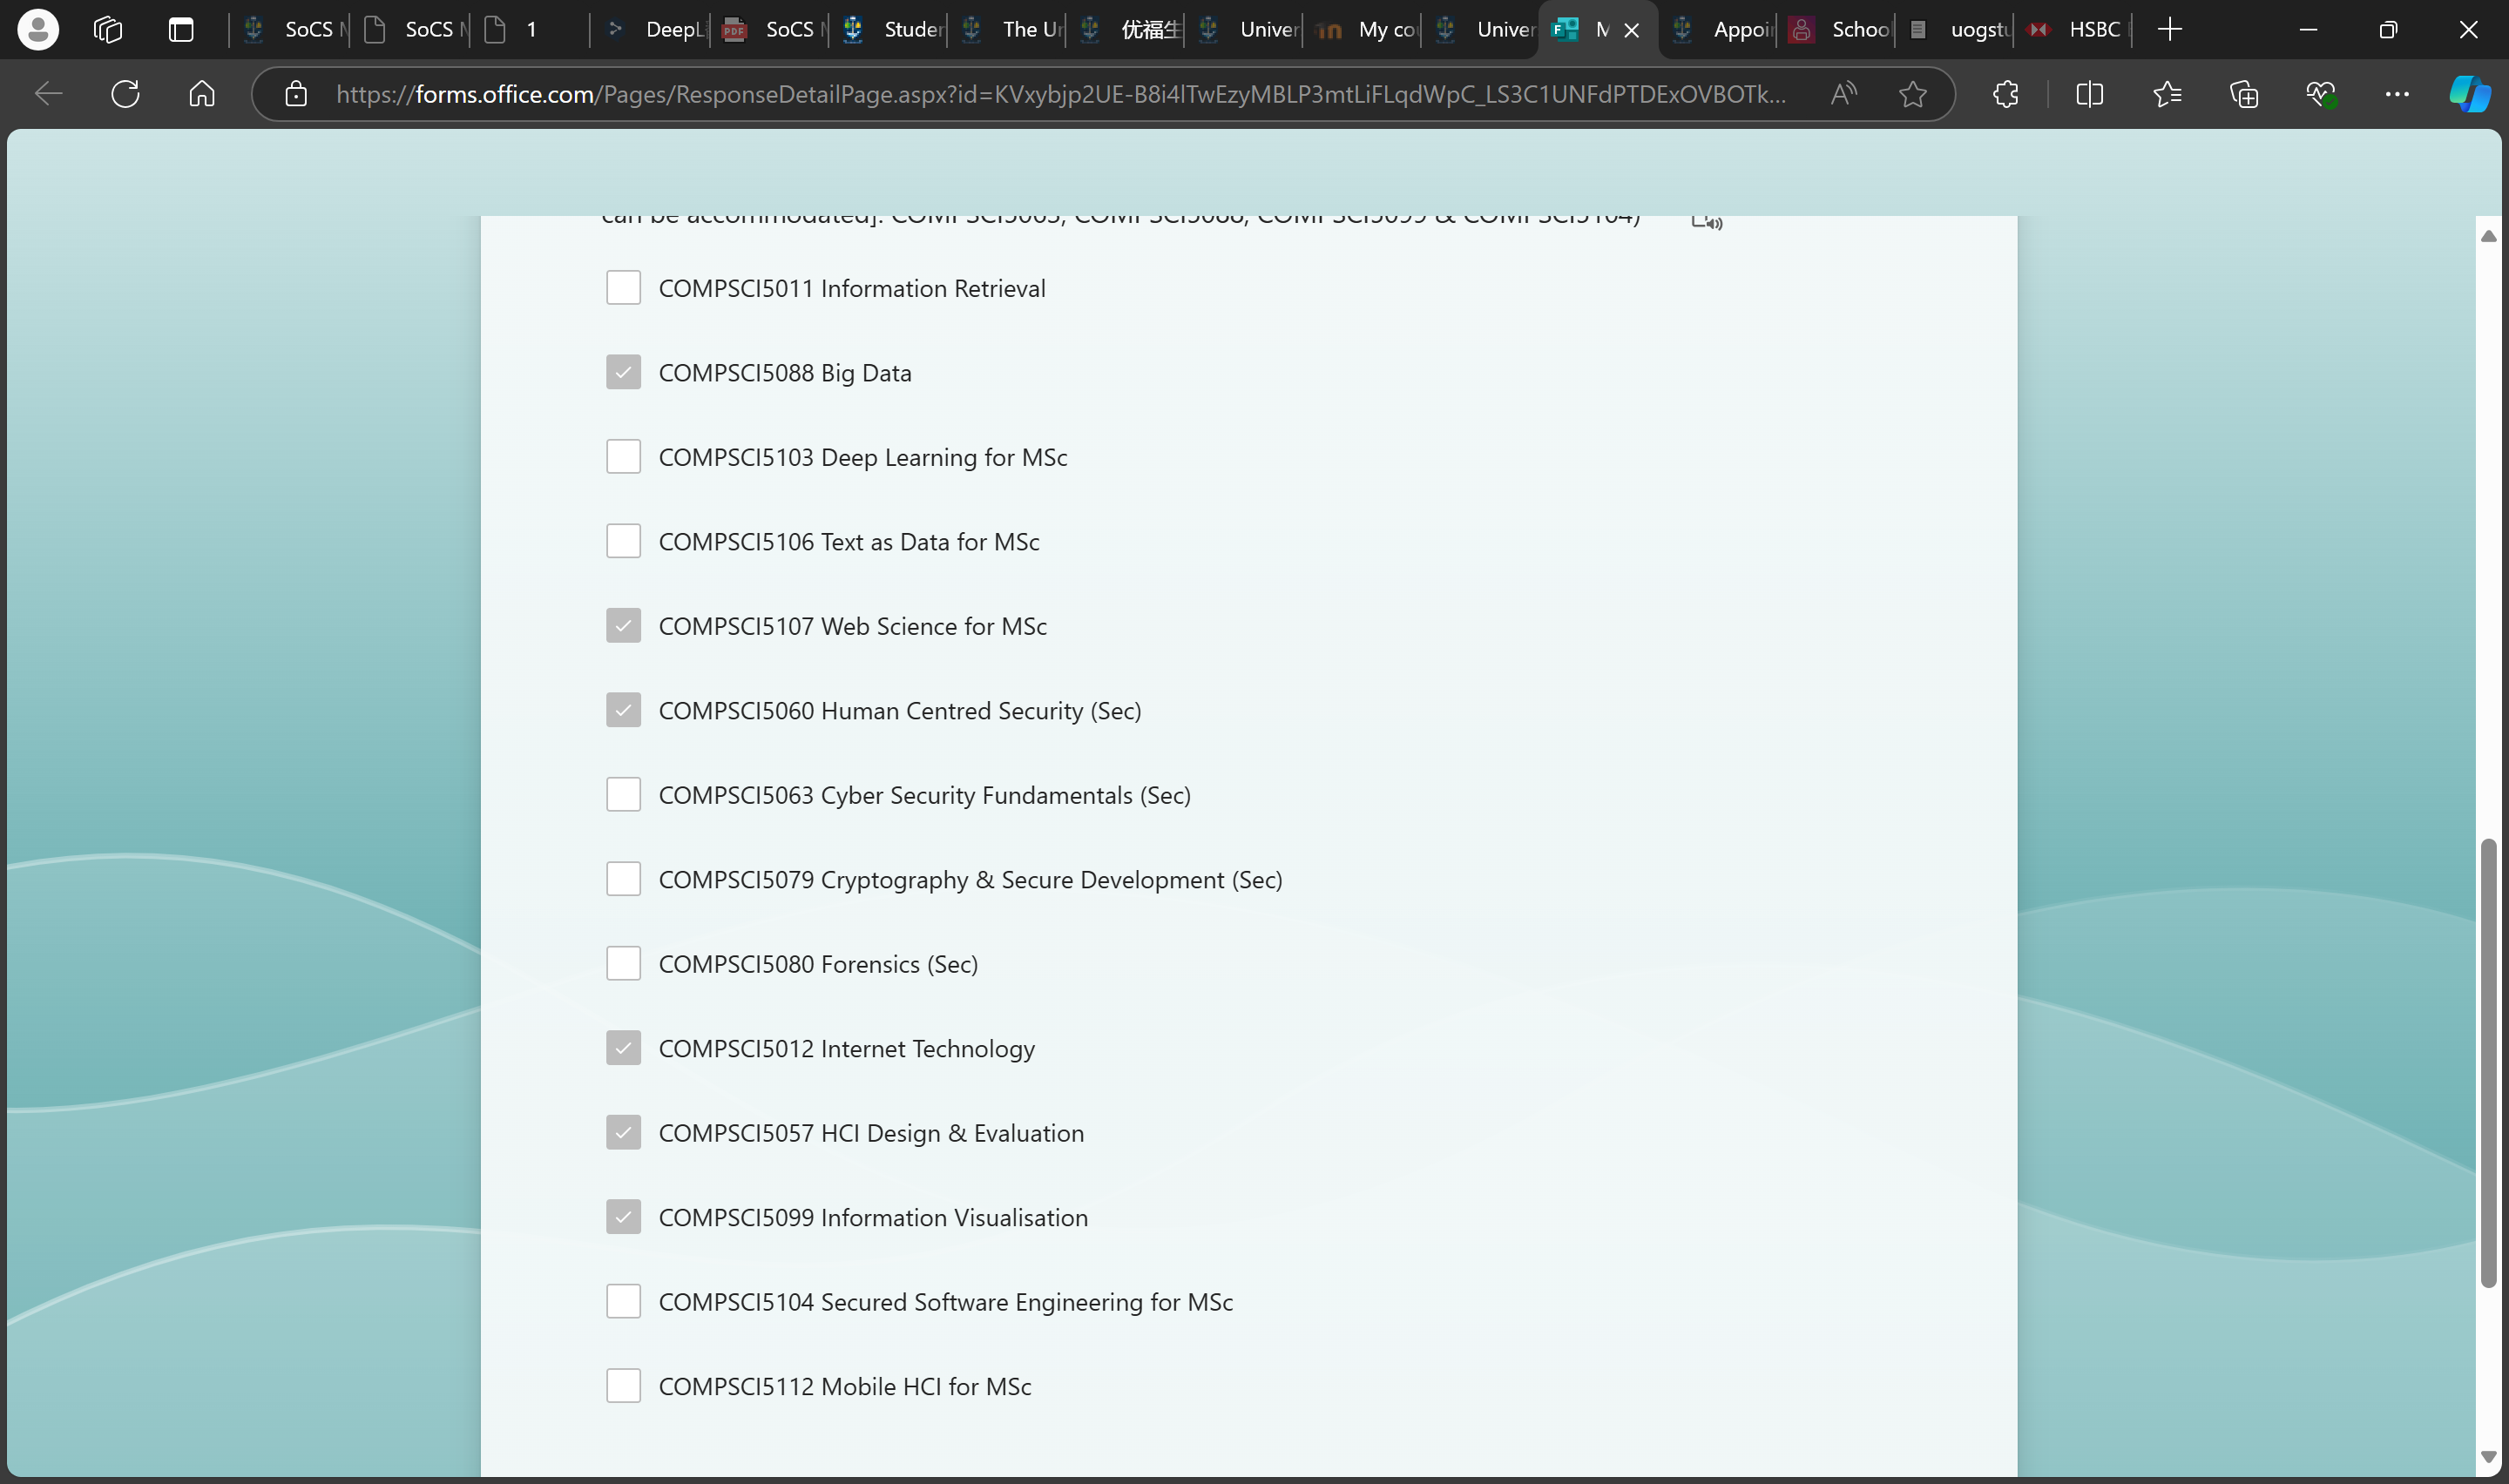 SoCS
SoCS
1
DeepL
SoCS
Studer
The Ur
优福生
Univer
My co
Univer
M
Appoi
School
uogstu
HSBC
https://forms.office.com/Pages/ResponseDetailPage.aspx?id=KVxybjp2UE-B8i4lTwEzyMBLP3mtLiFLqdWpC_LS3C1UNFdPTDExOVBOTk...
can be accommodated]: COMPSCI5063, COMPSCI5088, COMPSCI5099 & COMPSCI5104)
COMPSCI5011 Information Retrieval
COMPSCI5088 Big Data
COMPSCI5103 Deep Learning for MSc
COMPSCI5106 Text as Data for MSc
COMPSCI5107 Web Science for MSc
COMPSCI5060 Human Centred Security (Sec)
COMPSCI5063 Cyber Security Fundamentals (Sec)
COMPSCI5079 Cryptography & Secure Development (Sec)
COMPSCI5080 Forensics (Sec)
COMPSCI5012 Internet Technology
COMPSCI5057 HCI Design & Evaluation
COMPSCI5099 Information Visualisation
COMPSCI5104 Secured Software Engineering for MSc
COMPSCI5112 Mobile HCI for MSc